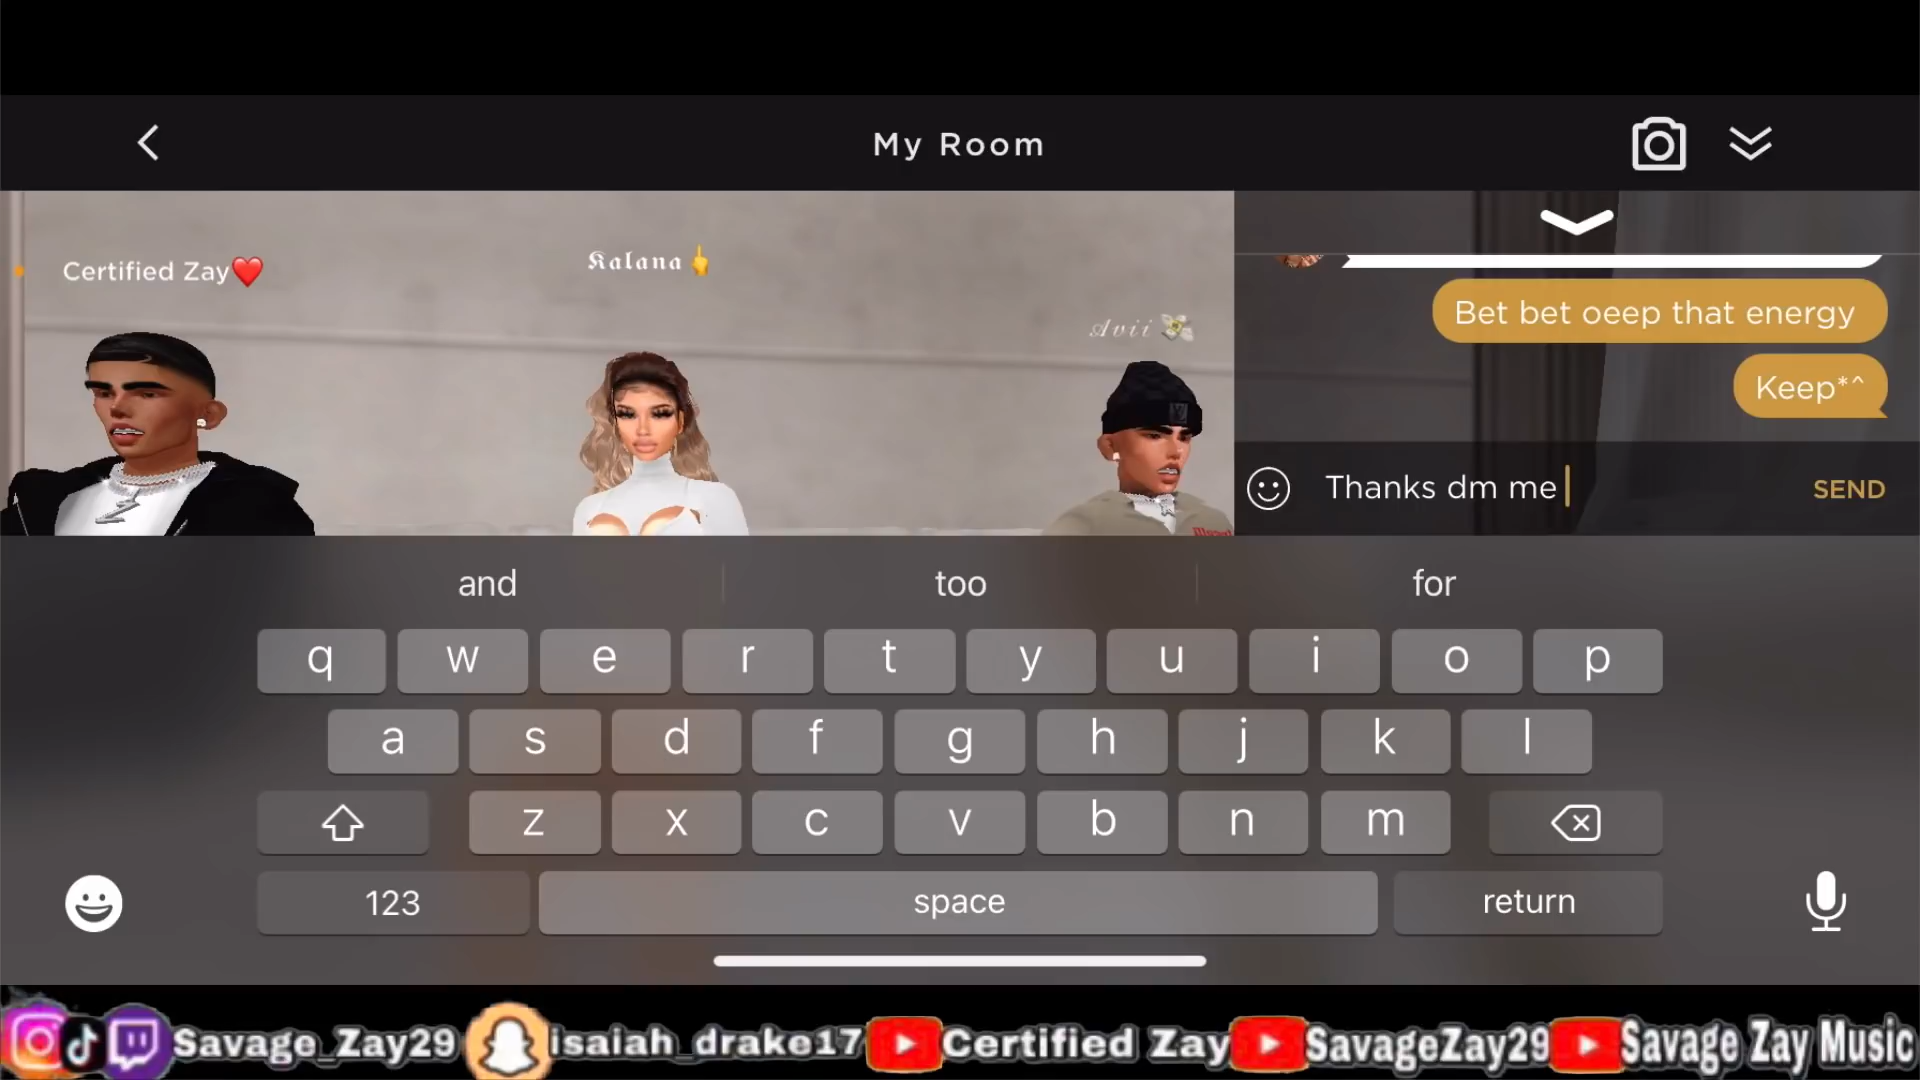 My Room
Certified Zay❤️
𝕶alana🖕
𝒜𝓋𝒾𝒾 💸
Bet bet oeep that energy
Keep*^
Thanks dm me
SEND
and too for
q w e r t y u i o p
a s d f g h j k l
z x c v b n m
123 space return
Savage_Zay29 isaiah_drake17 Certified Zay SavageZay29 Savage Zay Music